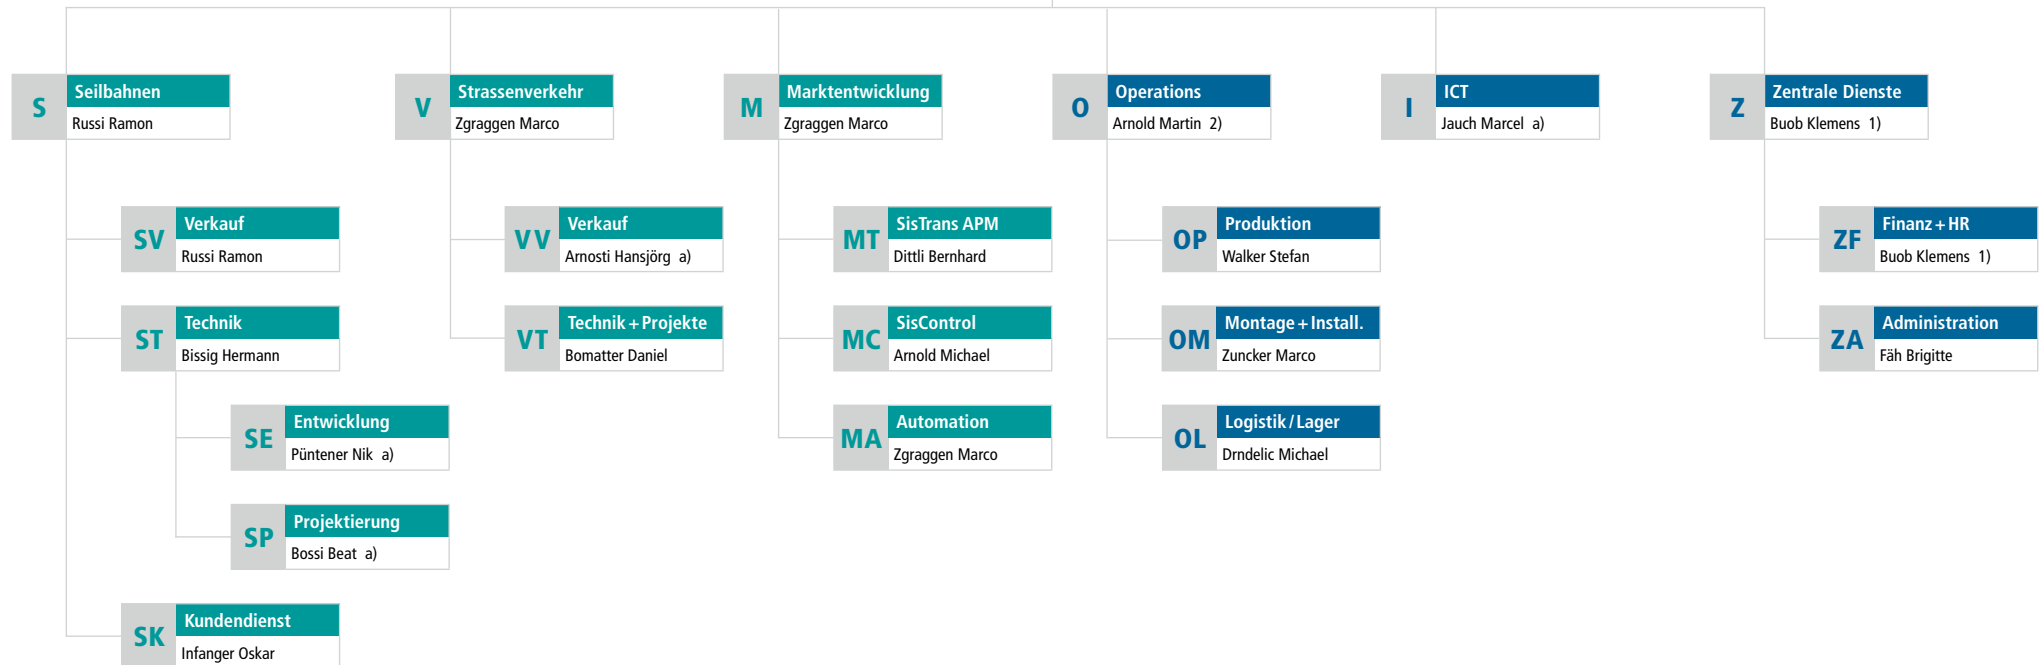 S
Seilbahnen
Russi Ramon
SV
Verkauf
Russi Ramon
ST
Technik
Bissig Hermann
SE
Entwicklung
Püntener Nik a)
SP
Projektierung
Bossi Beat a)
SK
Kundendienst
Infanger Oskar
V
Strassenverkehr
Zgraggen Marco
VV
Verkauf
Arnosti Hansjörg a)
VT
Technik + Projekte
Bomatter Daniel
M
Marktentwicklung
Zgraggen Marco
MT
SisTrans APM
Dittli Bernhard
MC
SisControl
Arnold Michael
MA
Automation
Zgraggen Marco
O
Operations
Arnold Martin 2)
OP
Produktion
Walker Stefan
OM
Montage + Install.
Zuncker Marco
OL
Logistik / Lager
Drndelic Michael
I
ICT
Jauch Marcel a)
Z
Zentrale Dienste
Buob Klemens 1)
ZF
Finanz + HR
Buob Klemens 1)
ZA
Administration
Fäh Brigitte